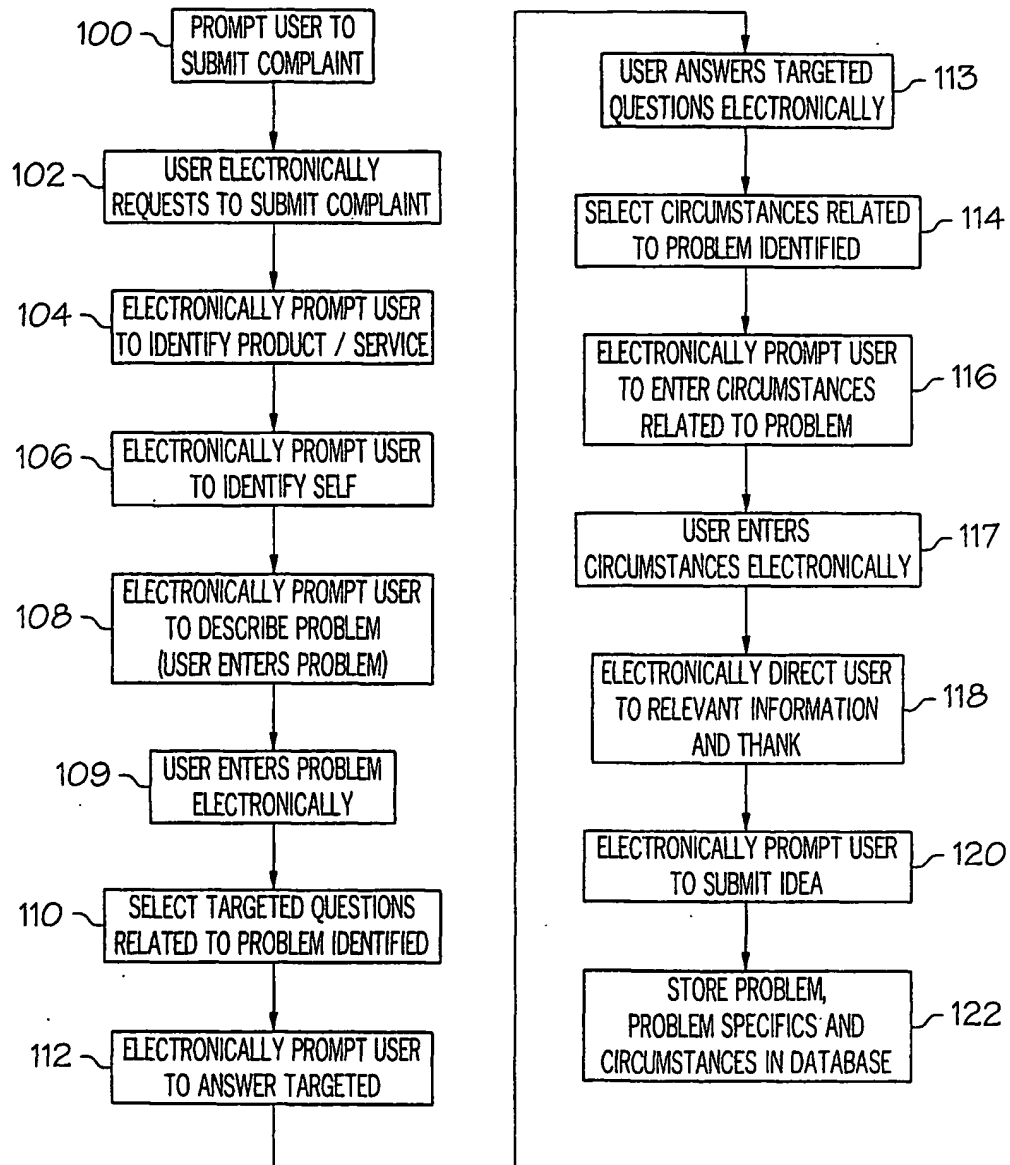 100
PROMPT USER TO
SUBMIT COMPLAINT
102
USER ELECTRONICALLY
REQUESTS TO SUBMIT COMPLAINT
104
ELECTRONICALLY PROMPT USER
TO IDENTIFY PRODUCT / SERVICE
106
ELECTRONICALLY PROMPT USER
TO IDENTIFY SELF
108
ELECTRONICALLY PROMPT USER
TO DESCRIBE PROBLEM
(USER ENTERS PROBLEM)
109
USER ENTERS PROBLEM
ELECTRONICALLY
110
SELECT TARGETED QUESTIONS
RELATED TO PROBLEM IDENTIFIED
112
ELECTRONICALLY PROMPT USER
TO ANSWER TARGETED
USER ANSWERS TARGETED
QUESTIONS ELECTRONICALLY
113
SELECT CIRCUMSTANCES RELATED
TO PROBLEM IDENTIFIED
114
ELECTRONICALLY PROMPT USER
TO ENTER CIRCUMSTANCES
RELATED TO PROBLEM
116
USER ENTERS
CIRCUMSTANCES ELECTRONICALLY
117
ELECTRONICALLY DIRECT USER
TO RELEVANT INFORMATION
AND THANK
118
ELECTRONICALLY PROMPT USER
TO SUBMIT IDEA
120
STORE PROBLEM,
PROBLEM SPECIFICS AND
CIRCUMSTANCES IN DATABASE
122